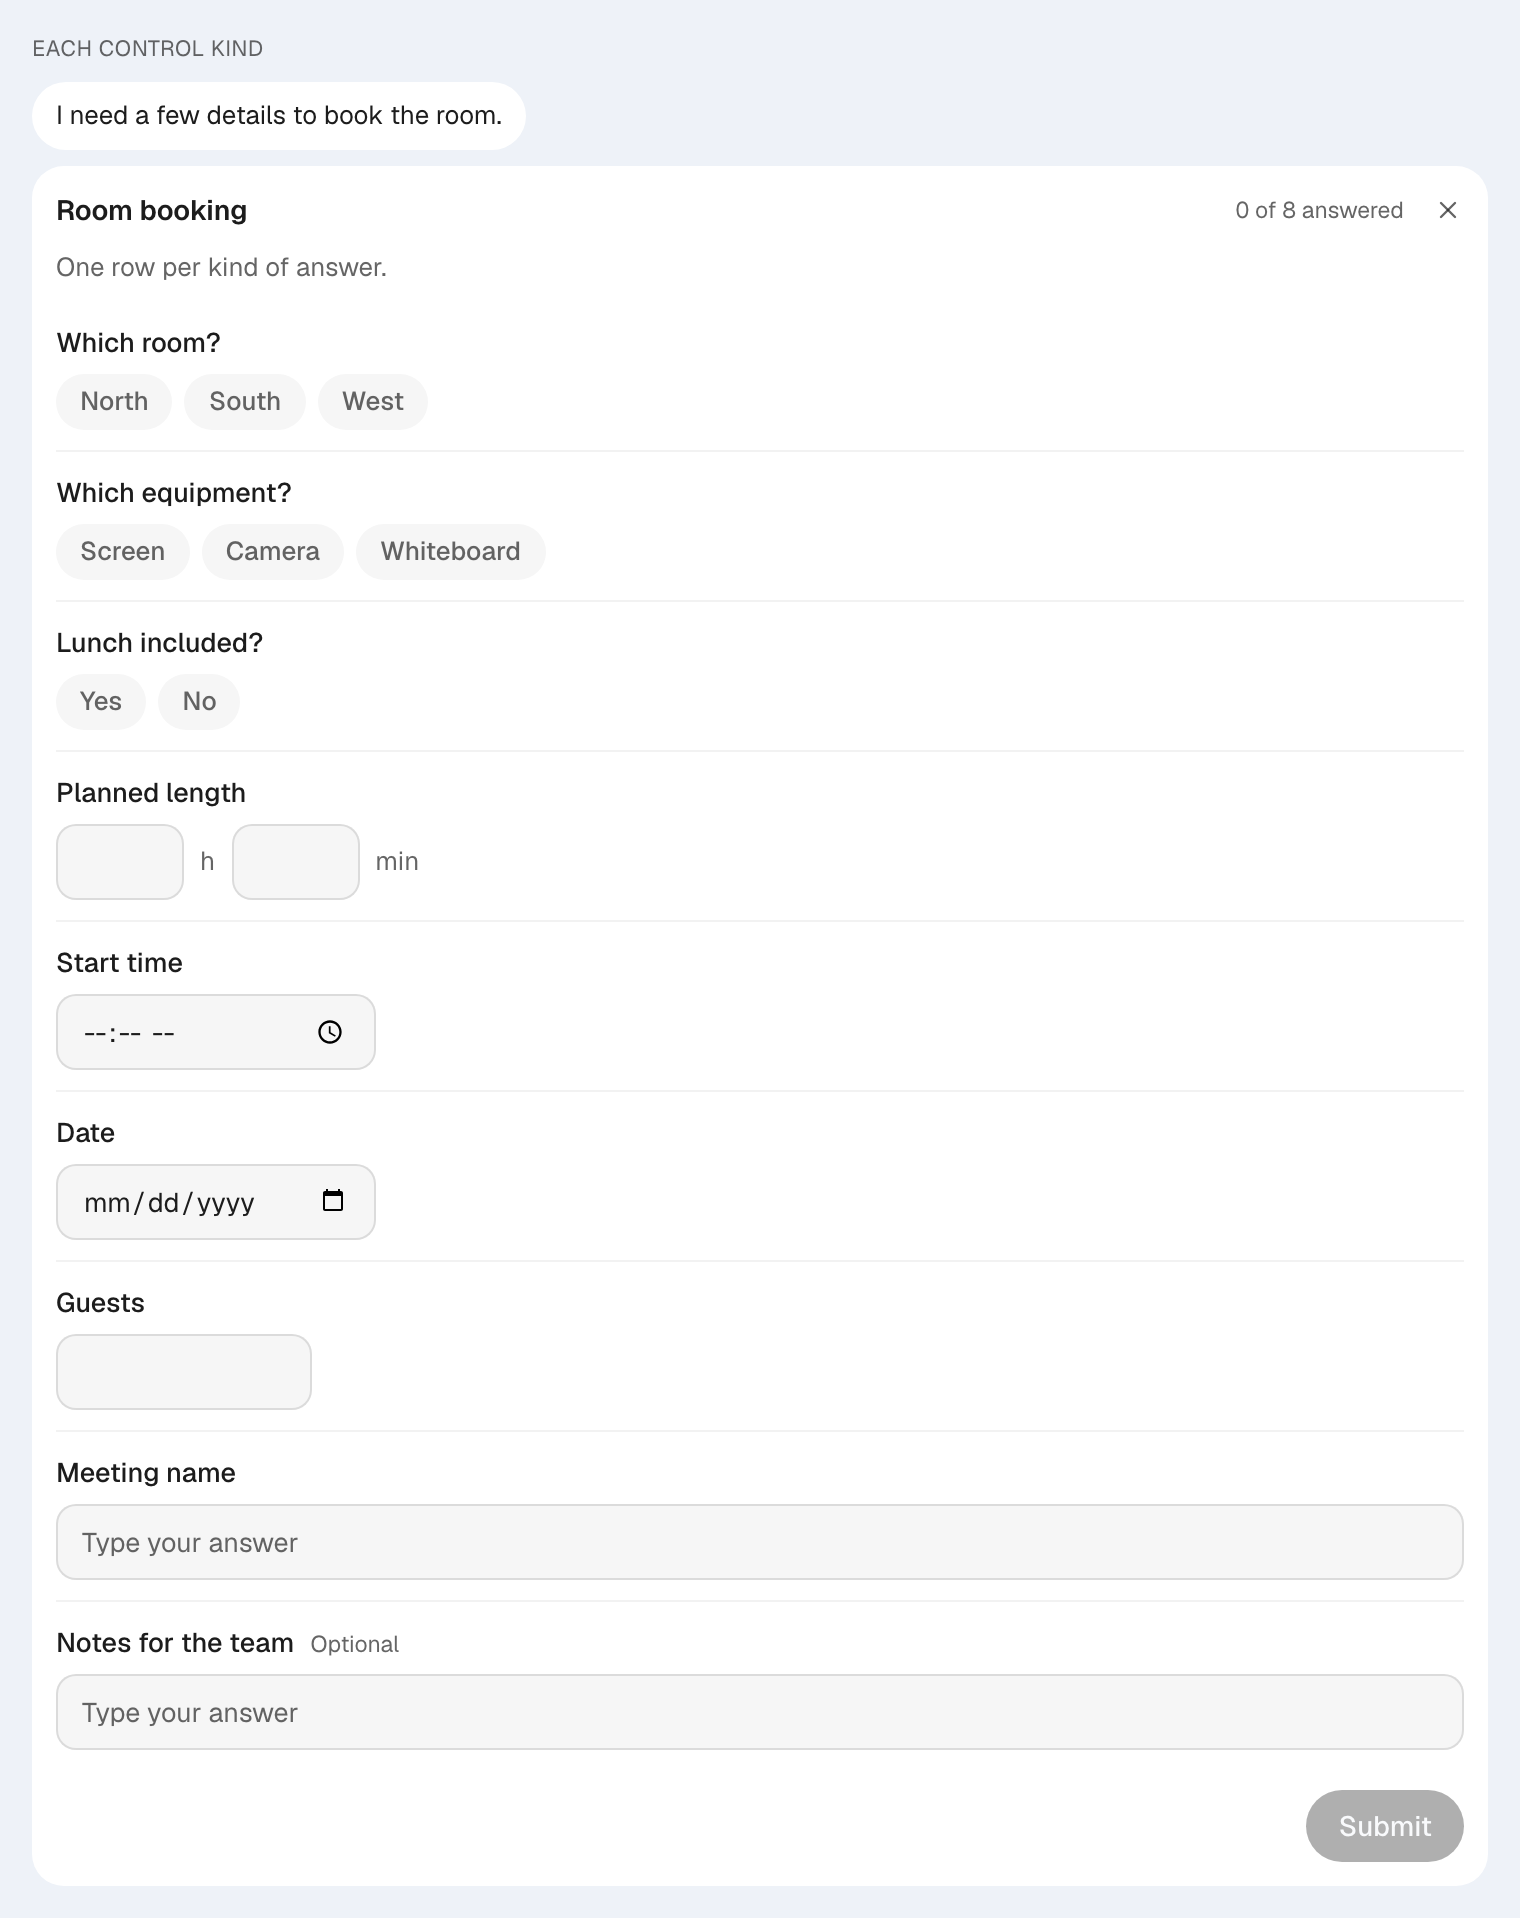 EACH CONTROL KIND
I need a few details to book the room.
Room booking
0 of 8 answered
One row per kind of answer.
Which room?
North South West
Which equipment?
Screen Camera Whiteboard
Lunch included?
Yes No
Planned length
h min
Start time
--:-- --
Date
mm/dd/yyyy
Guests
Meeting name
Type your answer
Notes for the team Optional
Type your answer
Submit